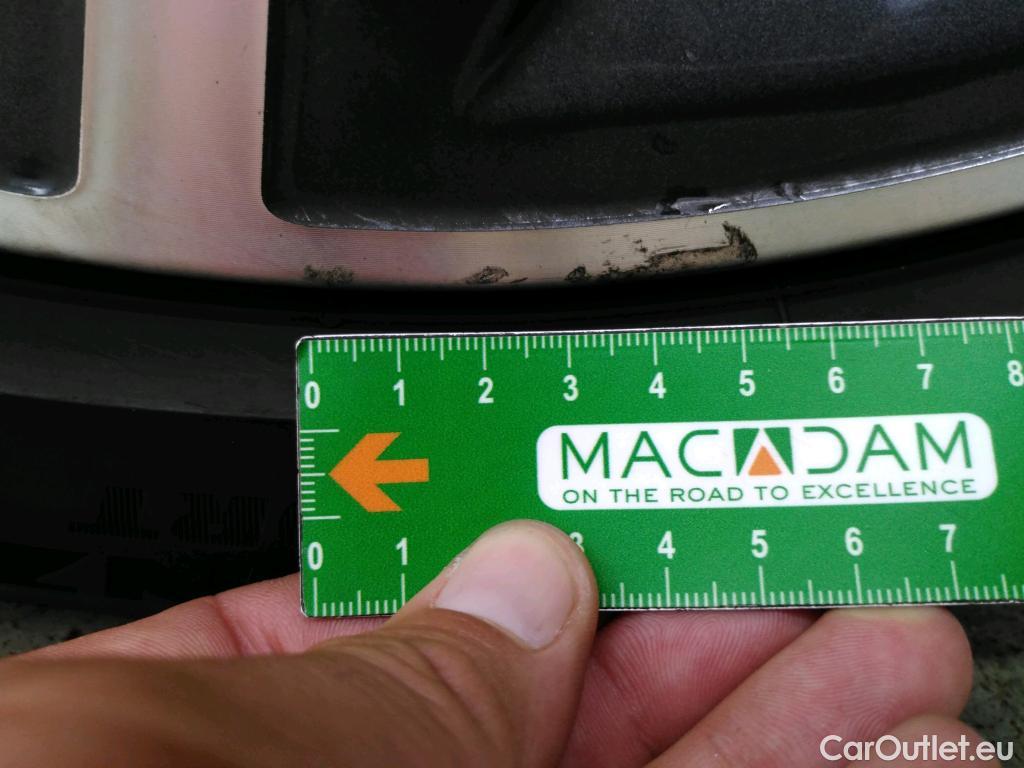 0 1 2 3 4 5 6 7 8
MACADAM
ON THE ROAD TO EXCELLENCE
0 1 3 4 5 6 7
CarOutlet.eu